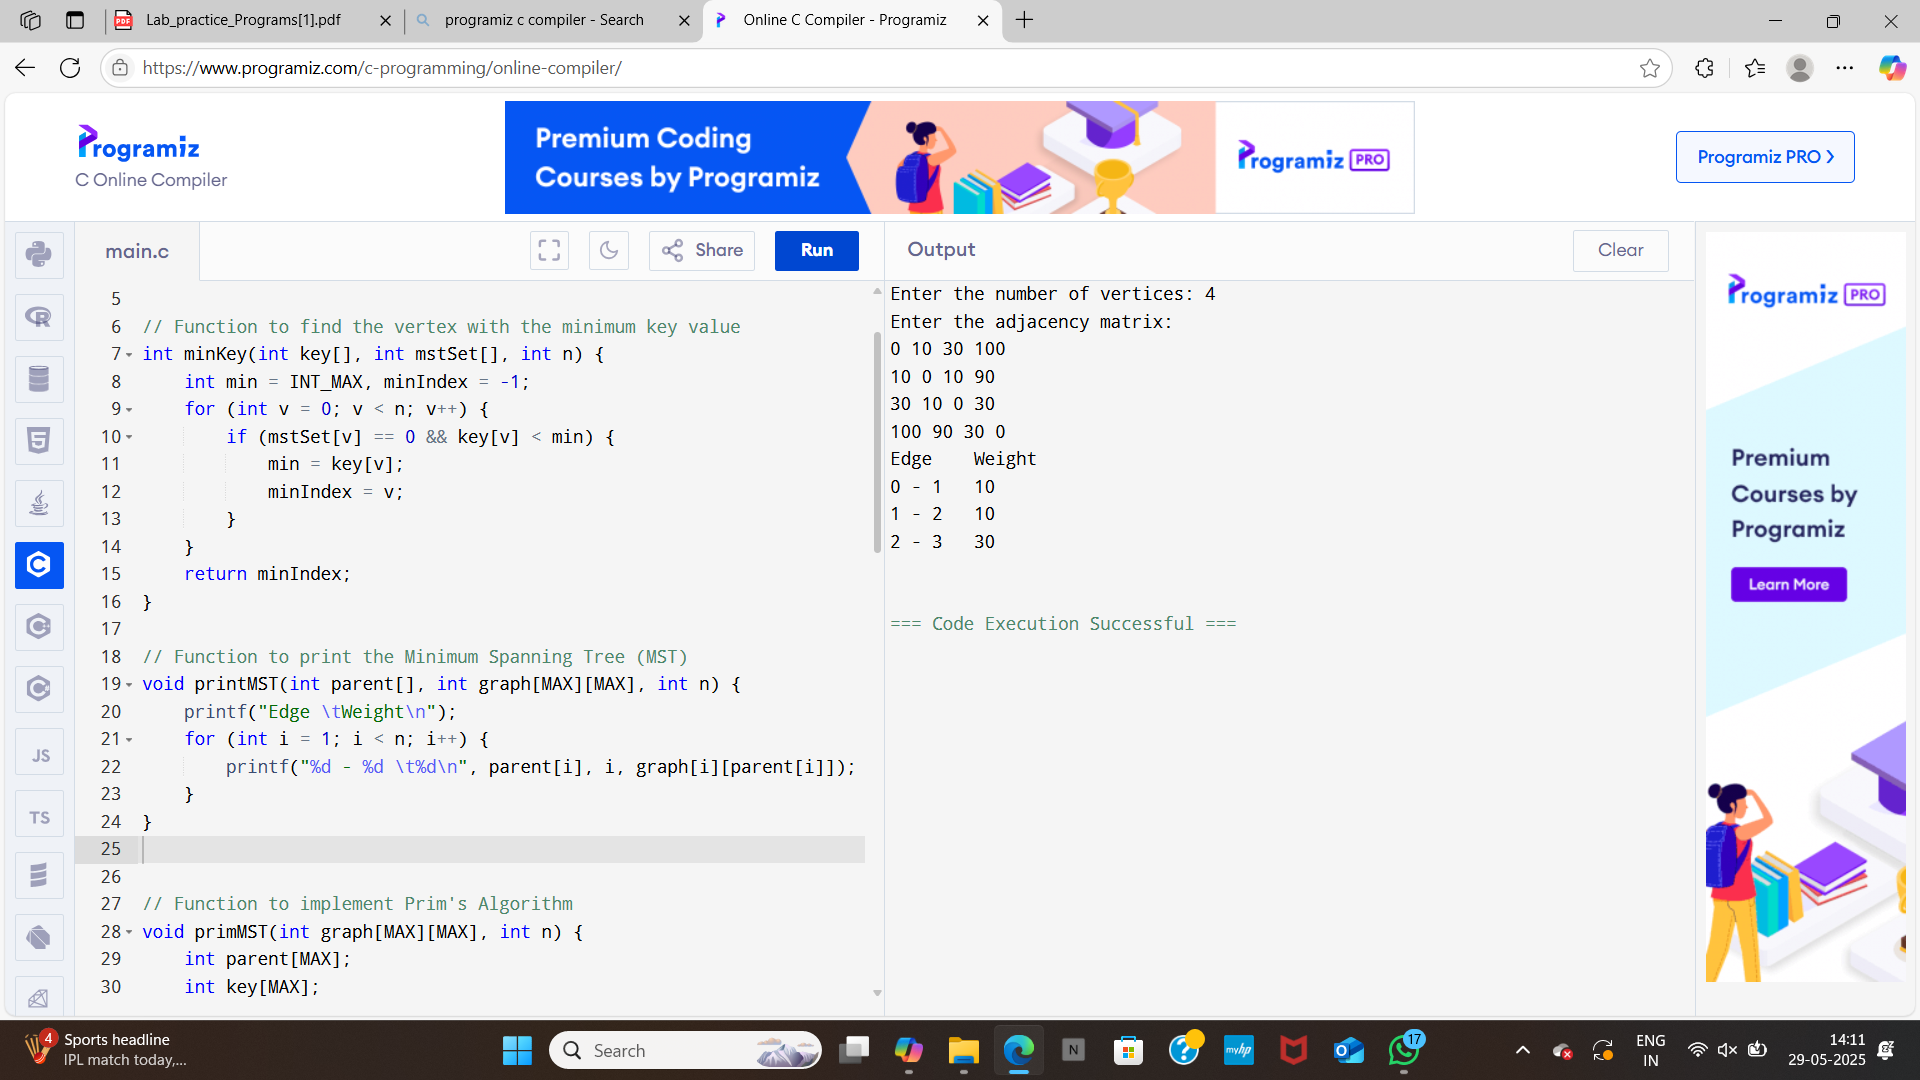 Lab_practice_Programs[1].pdf
programiz c compiler - Search
Online C Compiler - Programiz
https://www.programiz.com/c-programming/online-compiler/
Programiz
C Online Compiler
Premium Coding
Courses by Programiz
Programiz PRO
Programiz PRO >
main.c
Share
Run
Output
Clear
5
6 // Function to find the vertex with the minimum key value
7 int minKey(int key[], int mstSet[], int n) {
8 int min = INT_MAX, minIndex = -1;
9 for (int v = 0; v < n; v++) {
10 if (mstSet[v] == 0 && key[v] < min) {
11 min = key[v];
12 minIndex = v;
13 }
14 }
15 return minIndex;
16 }
17
18 // Function to print the Minimum Spanning Tree (MST)
19 void printMST(int parent[], int graph[MAX][MAX], int n) {
20 printf("Edge \tWeight\n");
21 for (int i = 1; i < n; i++) {
22 printf("%d - %d \t%d\n", parent[i], i, graph[i][parent[i]]);
23 }
24 }
25
26
27 // Function to implement Prim's Algorithm
28 void primMST(int graph[MAX][MAX], int n) {
29 int parent[MAX];
30 int key[MAX];
Enter the number of vertices: 4
Enter the adjacency matrix:
0 10 30 100
10 0 10 90
30 10 0 30
100 90 30 0
Edge Weight
0 - 1 10
1 - 2 10
2 - 3 30
=== Code Execution Successful ===
Programiz PRO
Premium
Courses by
Programiz
Learn More
JS
TS
4
Sports headline
IPL match today,...
Search
N
myhp
17
ENG
IN
14:11
29-05-2025